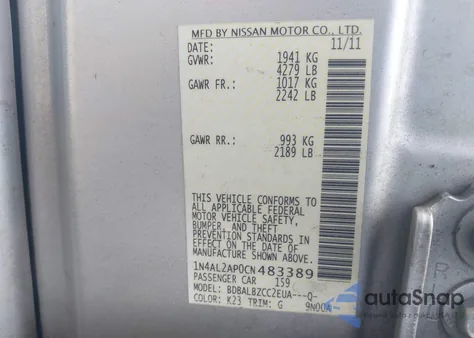 MFD BY NISSAN MOTOR CO., LTD.
DATE: 11/11
GVWR: 1941 KG
4279 LB
GAWR FR.: 1017 KG
2242 LB
GAWR RR.: 993 KG
2189 LB
THIS VEHICLE CONFORMS TO
ALL APPLICABLE FEDERAL
MOTOR VEHICLE SAFETY,
BUMPER, AND THEFT
PREVENTION STANDARDS IN
EFFECT ON THE DATE OF
MANUFACTURE SHOWN ABOVE.
1N4AL2AP0CN483389
PASSENGER CAR 159
MODEL: BDBALBZCC2EUA---Q-
COLOR: K23 TRIM: G 9N00A
R
autoSnap